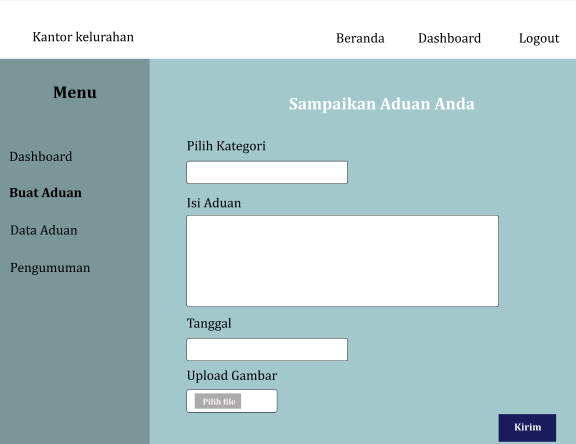 Kantor kelurahan
Beranda
Dashboard
Logout
Menu
Dashboard
Buat Aduan
Data Aduan
Pengumuman
Sampaikan Aduan Anda
Pilih Kategori
Isi Aduan
Tanggal
Upload Gambar
Pilih file
Kirim